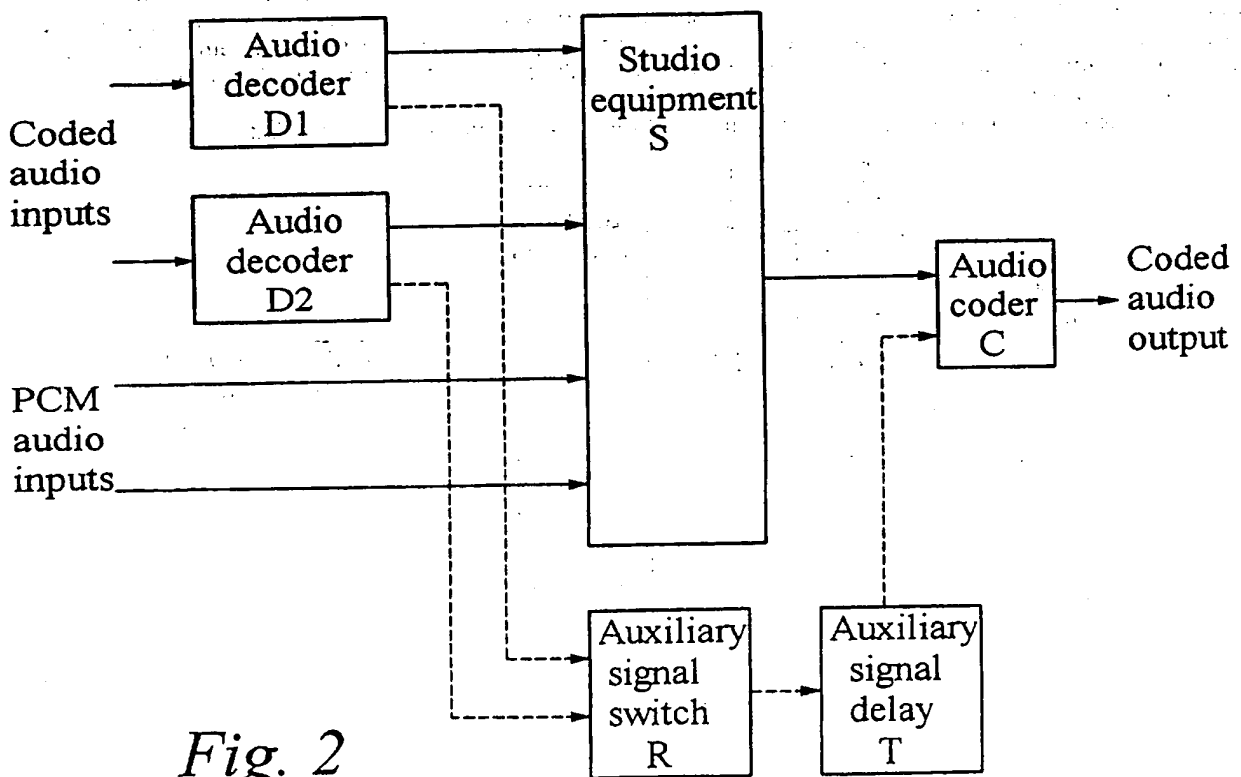 Audio
decoder
D1
Studio
equipment
S
Coded
audio
inputs
Audio
decoder
D2
Audio
coder
C
Coded
audio
output
PCM
audio
inputs
Auxiliary
signal
switch
R
Auxiliary
signal
delay
T
Fig. 2